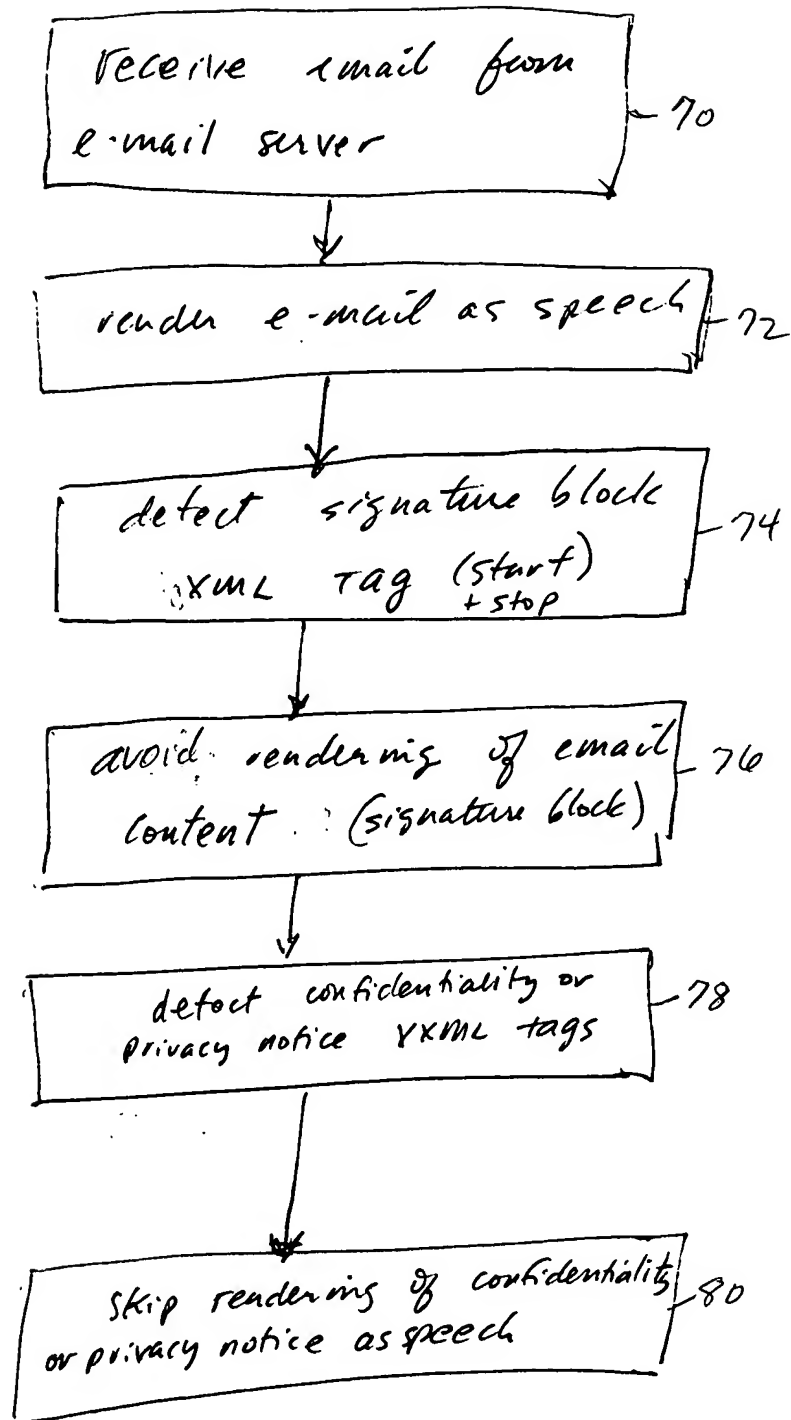 receive email from
e-mail server
70
render e-mail as speech
72
detect signature block
VXML TAG (start)
+ stop
74
avoid rendering of email
content (signature block)
76
detect confidentiality or
privacy notice VXML tags
78
skip rendering of confidentiality
or privacy notice as speech
80